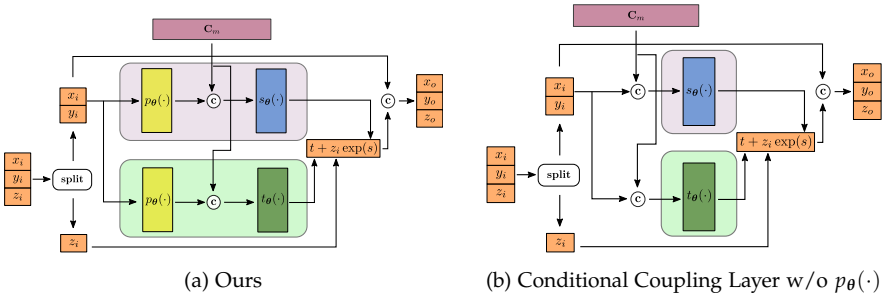 C_m
x_i
y_i
p_θ(·)
c
s_θ(·)
c
x_o
y_o
z_o
t + z_i exp(s)
x_i
y_i
z_i
split
p_θ(·)
c
t_θ(·)
z_i
(a) Ours
C_m
x_i
y_i
c
s_θ(·)
c
x_o
y_o
z_o
t + z_i exp(s)
x_i
y_i
z_i
split
c
t_θ(·)
z_i
(b) Conditional Coupling Layer w/o p_θ(·)